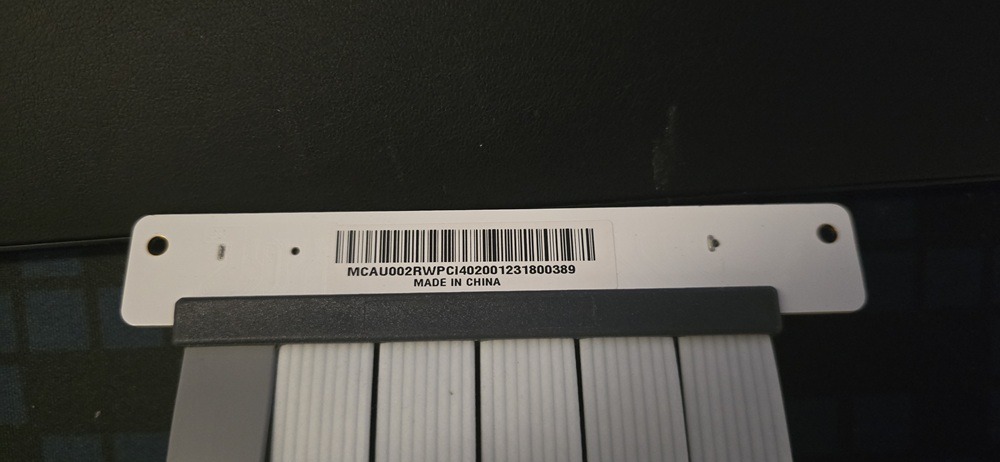 MCAU002RWPCI402001231800389
MADE IN CHINA